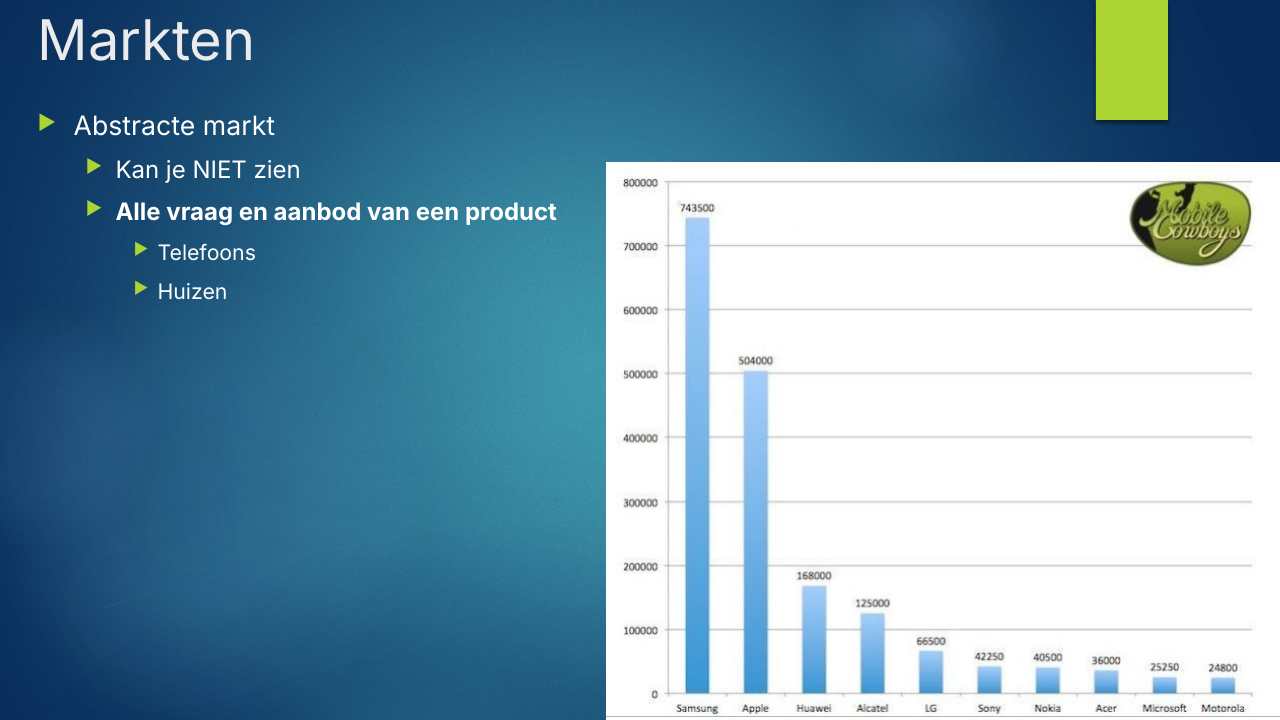 Markten
Abstracte markt
Kan je NIET zien
Alle vraag en aanbod van een product
Telefoons
Huizen
Mobile
Cowboys
800000
700000
600000
500000
400000
300000
200000
100000
0
743500
504000
168000
125000
66500
42250
40500
36000
25250
24800
Samsung Apple Huawei Alcatel LG Sony Nokia Acer Microsoft Motorola